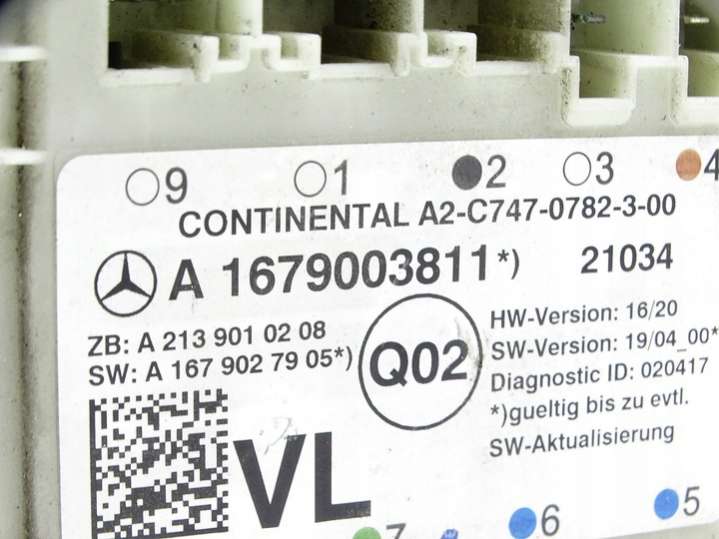 9 1 2 3 4
CONTINENTAL A2-C747-0782-3-00
A 1679003811*) 21034
ZB: A 213 901 02 08
SW: A 167 902 79 05*)
Q02
HW-Version: 16/20
SW-Version: 19/04_00*
Diagnostic ID: 020417
*)gueltig bis zu evtl.
SW-Aktualisierung
VL
7 6 5